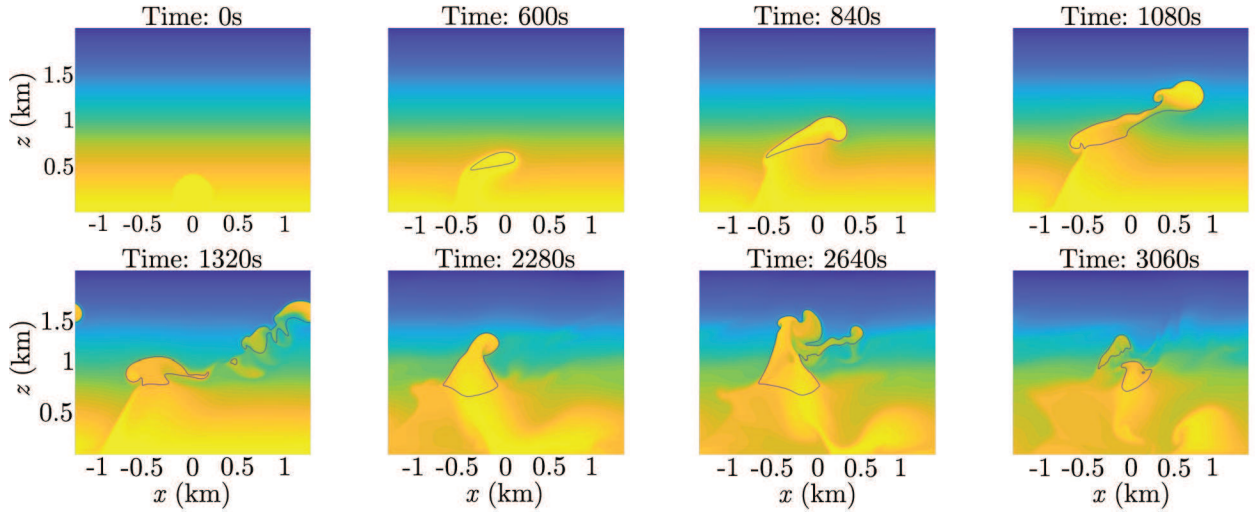 Time: 0s
Time: 600s
Time: 840s
Time: 1080s
z (km)
1.5
1
0.5
-1 -0.5 0 0.5 1
-1 -0.5 0 0.5 1
-1 -0.5 0 0.5 1
-1 -0.5 0 0.5 1
Time: 1320s
Time: 2280s
Time: 2640s
Time: 3060s
z (km)
1.5
1
0.5
-1 -0.5 0 0.5 1
-1 -0.5 0 0.5 1
-1 -0.5 0 0.5 1
-1 -0.5 0 0.5 1
x (km)
x (km)
x (km)
x (km)